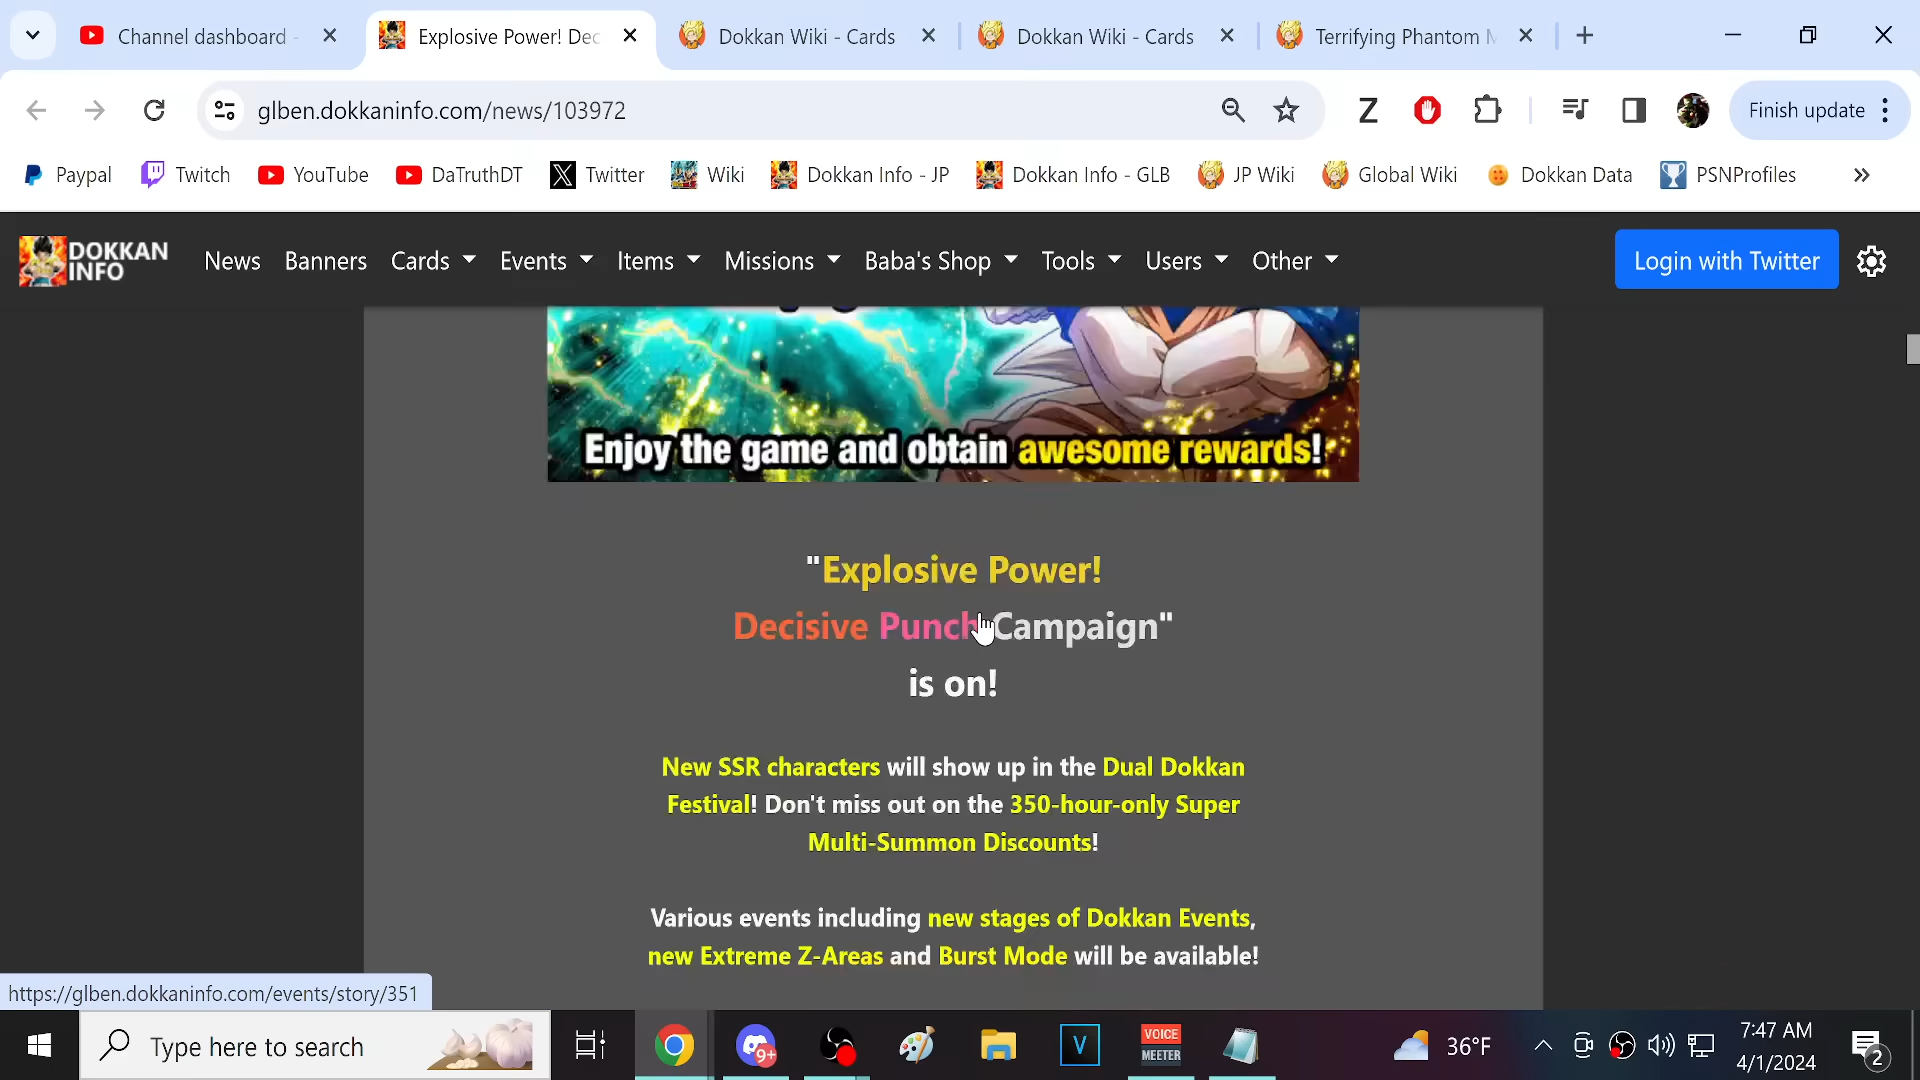 Channel dashboard -
Explosive Power! Dec
Dokkan Wiki - Cards
Dokkan Wiki - Cards
Terrifying Phantom M
glben.dokkaninfo.com/news/103972
Z
Finish update
Paypal
Twitch
YouTube
DaTruthDT
Twitter
Wiki
Dokkan Info - JP
Dokkan Info - GLB
JP Wiki
Global Wiki
Dokkan Data
PSNProfiles
DOKKAN
INFO
News
Banners
Cards
Events
Items
Missions
Baba's Shop
Tools
Users
Other
Login with Twitter
Enjoy the game and obtain awesome rewards!
"Explosive Power!
Decisive Punch Campaign"
is on!
New SSR characters will show up in the Dual Dokkan
Festival! Don't miss out on the 350-hour-only Super
Multi-Summon Discounts!
Various events including new stages of Dokkan Events,
new Extreme Z-Areas and Burst Mode will be available!
https://glben.dokkaninfo.com/events/story/351
Type here to search
9+
V
VOICE
MEETER
36°F
7:47 AM
4/1/2024
2